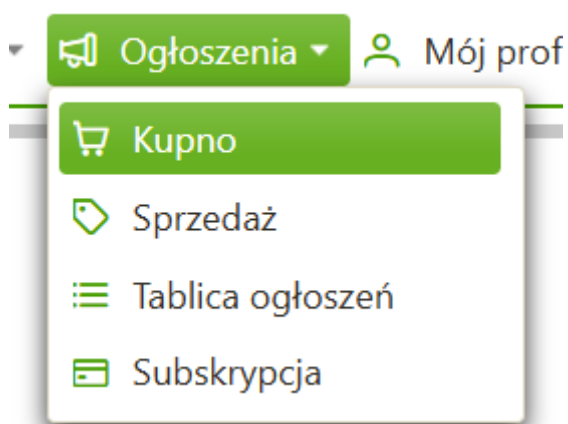 Ogłoszenia Mój prof
Kupno
Sprzedaż
Tablica ogłoszeń
Subskrypcja